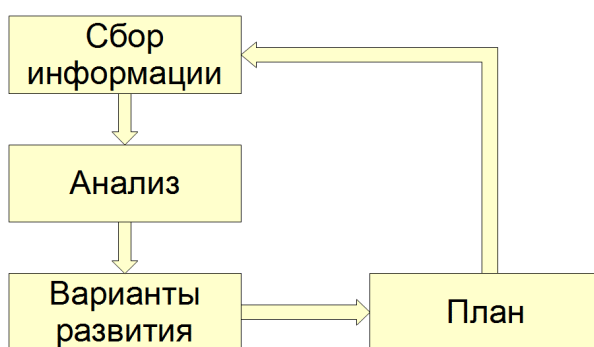 Сбор
информации
Анализ
Варианты
развития
План